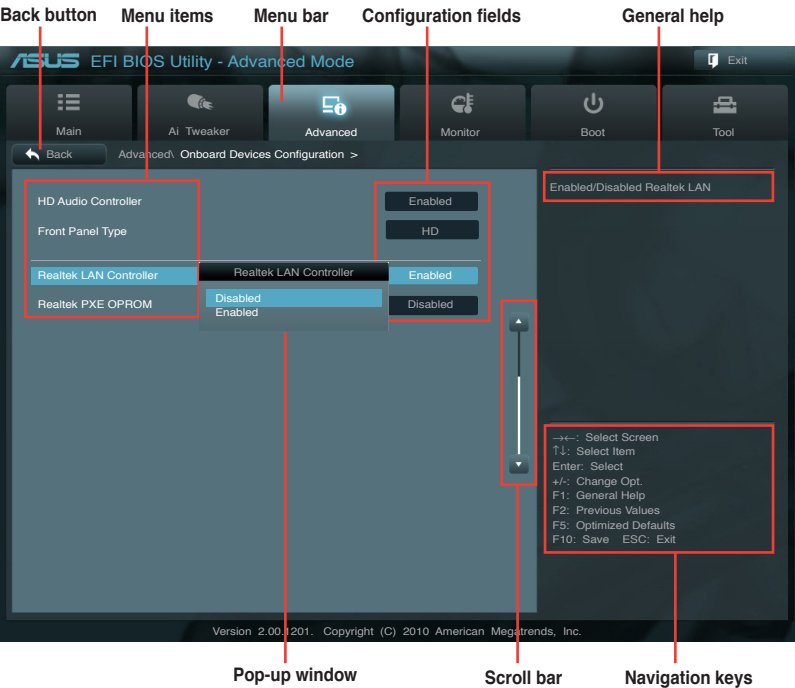 Back button Menu items Menu bar Configuration fields General help
ASUS EFI BIOS Utility - Advanced Mode Exit
Main Ai Tweaker Advanced Monitor Boot Tool
Back Advanced\ Onboard Devices Configuration >
Enabled/Disabled Realtek LAN
HD Audio Controller Enabled
Front Panel Type HD
Realtek LAN Controller Realtek LAN Controller Enabled
Realtek PXE OPROM Disabled
Disabled
Enabled
→←: Select Screen
↑↓: Select Item
Enter: Select
+/-: Change Opt.
F1: General Help
F2: Previous Values
F5: Optimized Defaults
F10: Save ESC: Exit
Version 2.00.1201. Copyright (C) 2010 American Megatrends, Inc.
Pop-up window Scroll bar Navigation keys